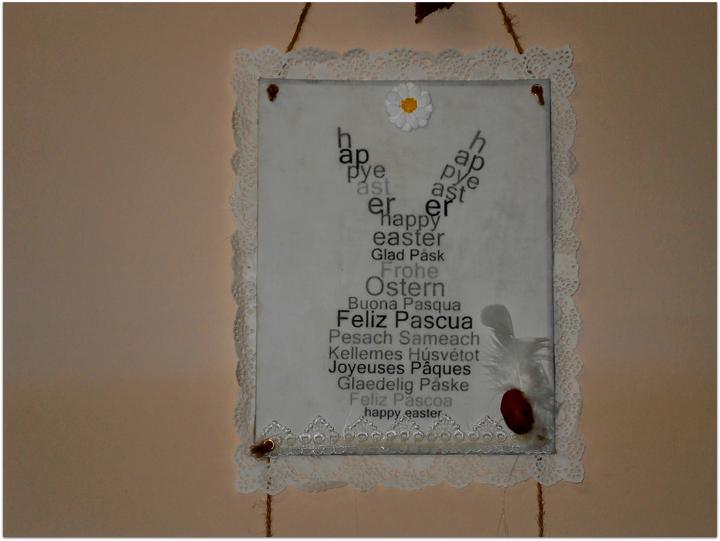 h
ap
pye
ast
er
h
ap
pye
ast
er
happy
easter
Glad Påsk
Frohe
Ostern
Buona Pasqua
Feliz Pascua
Pesach Sameach
Kellemes Húsvétot
Joyeuses Pâques
Glaedelig Påske
Feliz Pascoa
happy easter